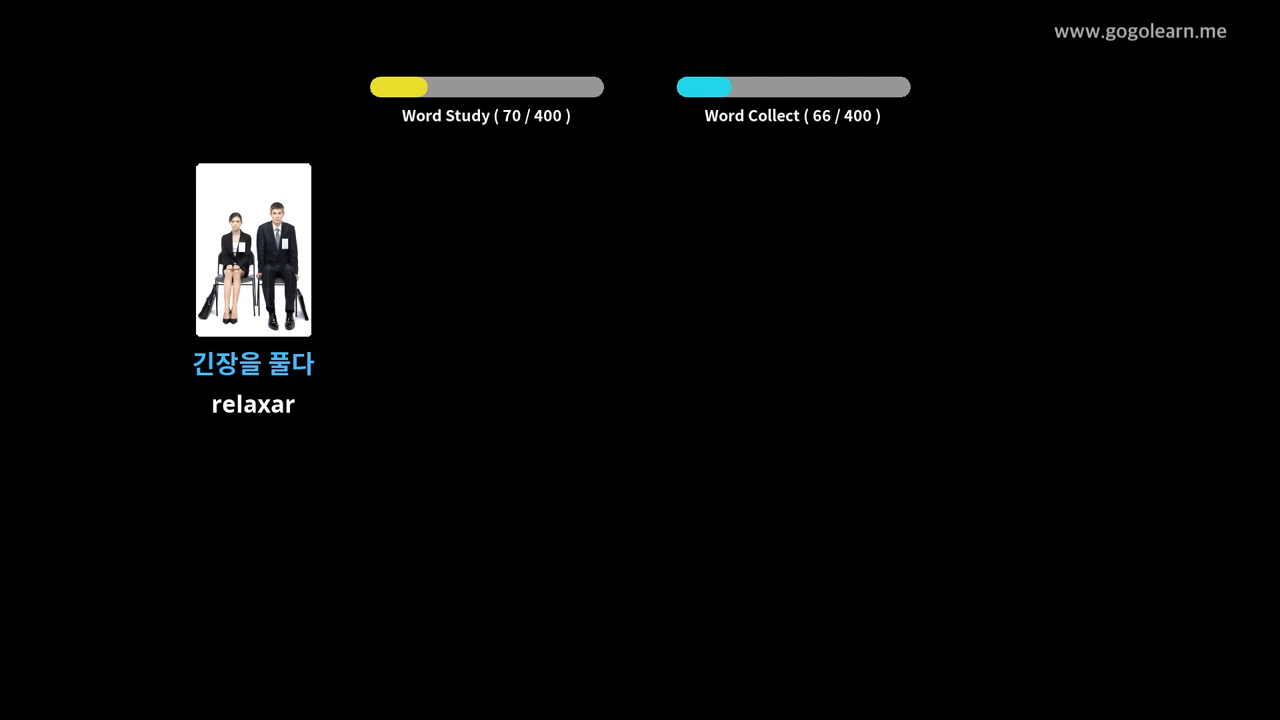 www.gogolearn.me
Word Study ( 70 / 400 )
Word Collect ( 66 / 400 )
긴장을 풀다
relaxar